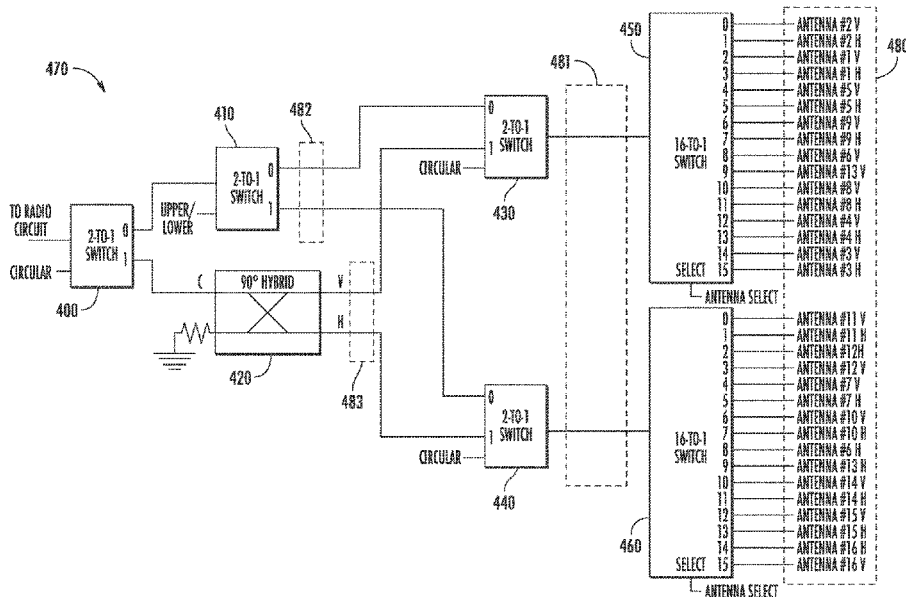 470
TO RADIO
CIRCUIT
CIRCULAR
2-TO-1
SWITCH
0
1
400
410
UPPER/
LOWER
2-TO-1
SWITCH
0
1
482
C
90° HYBRID
V
H
420
483
0
1
2-TO-1
SWITCH
CIRCULAR
430
0
1
2-TO-1
SWITCH
CIRCULAR
440
481
450
16-TO-1
SWITCH
SELECT
ANTENNA SELECT
480
0 ANTENNA #2 V
1 ANTENNA #2 H
2 ANTENNA #1 V
3 ANTENNA #1 H
4 ANTENNA #5 V
5 ANTENNA #5 H
6 ANTENNA #9 V
7 ANTENNA #9 H
8 ANTENNA #6 V
9 ANTENNA #13 V
10 ANTENNA #8 V
11 ANTENNA #8 H
12 ANTENNA #4 V
13 ANTENNA #4 H
14 ANTENNA #3 V
15 ANTENNA #3 H
460
16-TO-1
SWITCH
SELECT
ANTENNA SELECT
0 ANTENNA #11 V
1 ANTENNA #11 H
2 ANTENNA #12H
3 ANTENNA #12 V
4 ANTENNA #7 V
5 ANTENNA #7 H
6 ANTENNA #10 V
7 ANTENNA #10 H
8 ANTENNA #6 H
9 ANTENNA #13 H
10 ANTENNA #14 V
11 ANTENNA #14 H
12 ANTENNA #15 V
13 ANTENNA #15 H
14 ANTENNA #16 H
15 ANTENNA #16 V